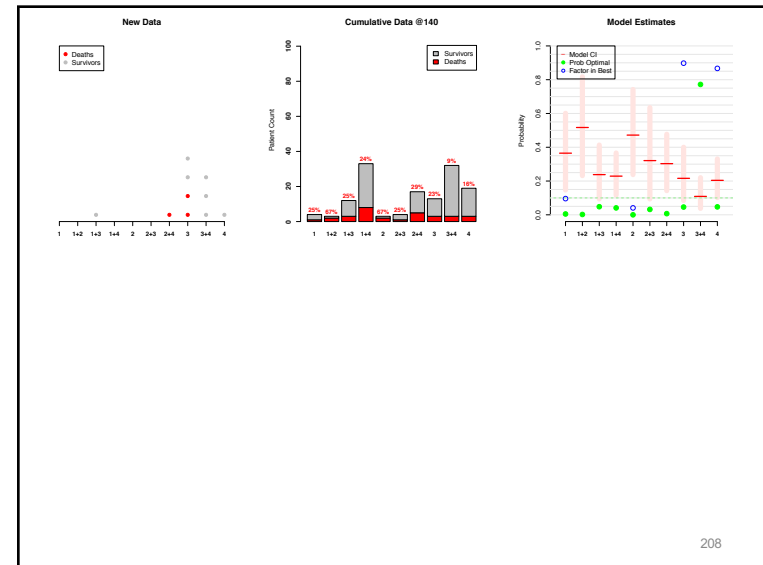 New Data
Deaths
Survivors
1 1+2 1+3 1+4 2 2+3 2+4 3 3+4 4
Cumulative Data @140
Survivors
Deaths
Patient Count
100
80
60
40
20
0
25% 67% 25% 24% 67% 25% 29% 23% 9% 16%
1 1+2 1+3 1+4 2 2+3 2+4 3 3+4 4
Model Estimates
Model CI
Prob Optimal
Factor in Best
Probability
1.0
0.8
0.6
0.4
0.2
0.0
1 1+2 1+3 1+4 2 2+3 2+4 3 3+4 4
208